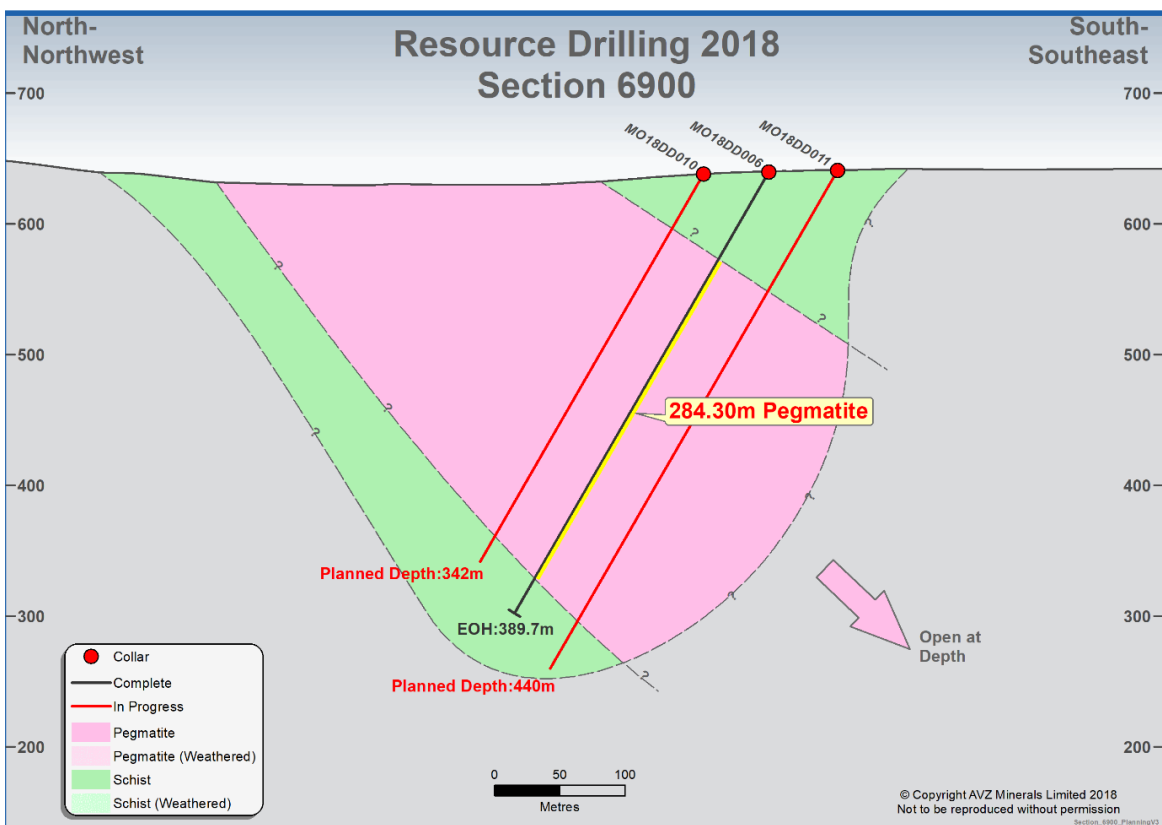 North-
Northwest
Resource Drilling 2018
Section 6900
South-
Southeast
700
700
MO18DD010
MO18DD006
MO18DD011
600
600
?
?
?
?
500
500
284.30m Pegmatite
?
?
400
400
?
Planned Depth:342m
300
300
?
EOH:389.7m
Open at
Depth
?
Planned Depth:440m
200
200
Collar
Complete
In Progress
Pegmatite
Pegmatite (Weathered)
Schist
Schist (Weathered)
0 50 100
Metres
© Copyright AVZ Minerals Limited 2018
Not to be reproduced without permission
Section_6900_PlanningV3